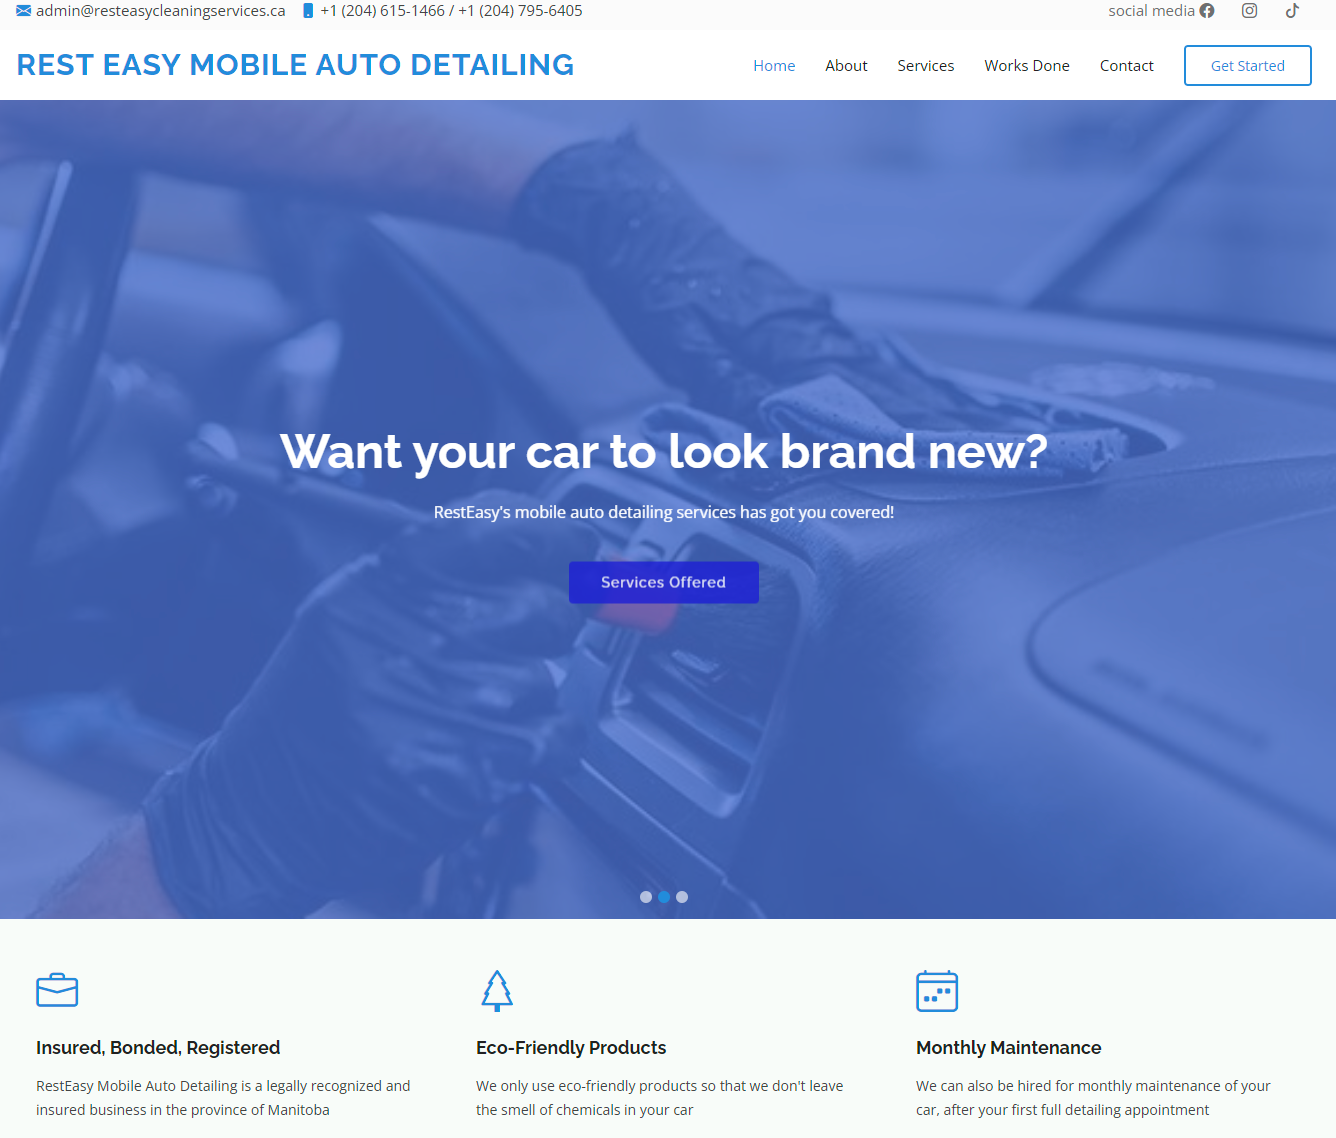 admin@resteasycleaningservices.ca +1 (204) 615-1466 / +1 (204) 795-6405 social media
REST EASY MOBILE AUTO DETAILING Home About Services Works Done Contact Get Started
Want your car to look brand new?
RestEasy's mobile auto detailing services has got you covered!
Services Offered
Insured, Bonded, Registered
RestEasy Mobile Auto Detailing is a legally recognized and
insured business in the province of Manitoba
Eco-Friendly Products
We only use eco-friendly products so that we don't leave
the smell of chemicals in your car
Monthly Maintenance
We can also be hired for monthly maintenance of your
car, after your first full detailing appointment